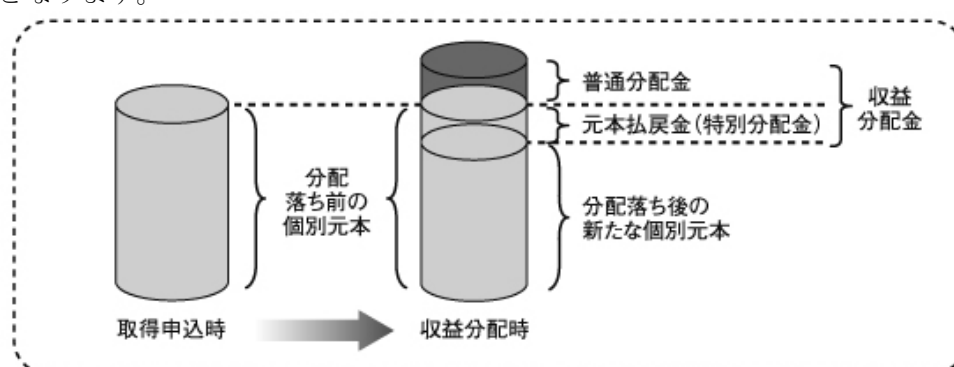 となります。
普通分配金
収益
分配金
元本払戻金(特別分配金)
分配
落ち前の
個別元本
分配落ち後の
新たな個別元本
取得申込時
収益分配時